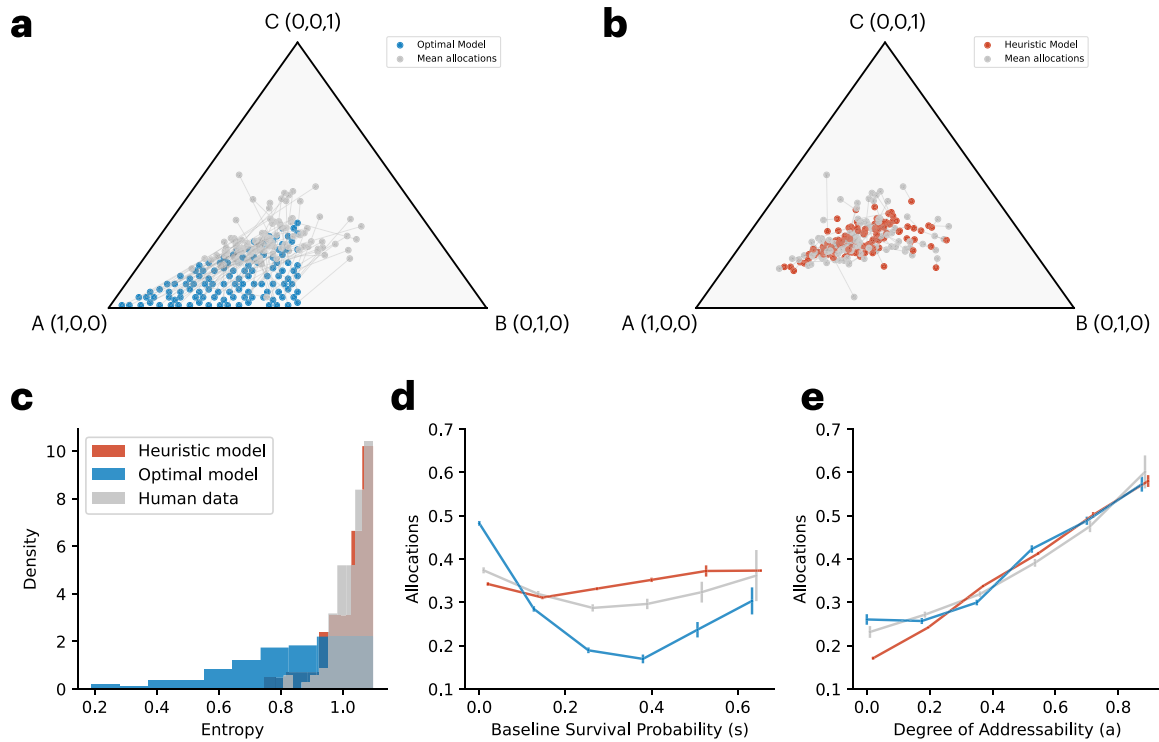 a
C (0,0,1)
Optimal Model
Mean allocations
A (1,0,0)
B (0,1,0)
b
C (0,0,1)
Heuristic Model
Mean allocations
A (1,0,0)
B (0,1,0)
c
Heuristic model
Optimal model
Human data
Density
10
8
6
4
2
0
0.2 0.4 0.6 0.8 1.0
Entropy
d
Allocations
0.7
0.6
0.5
0.4
0.3
0.2
0.1
0.0 0.2 0.4 0.6
Baseline Survival Probability (s)
e
Allocations
0.7
0.6
0.5
0.4
0.3
0.2
0.1
0.0 0.2 0.4 0.6 0.8
Degree of Addressability (a)